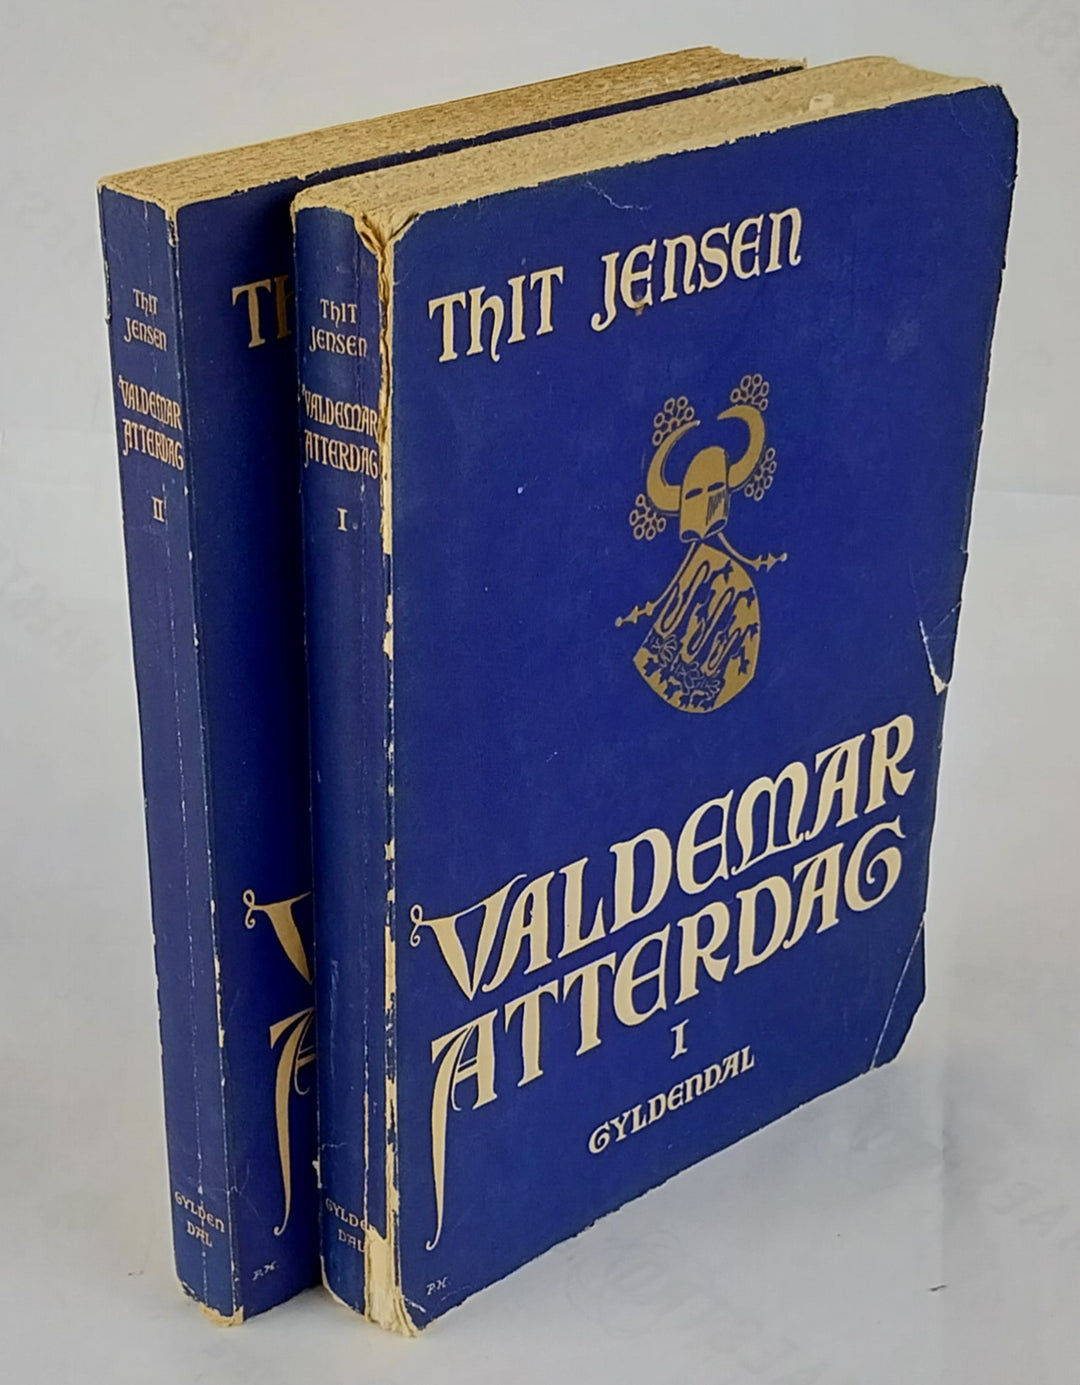 THIT JENSEN
VALDEMAR
ATTERDAG
I
GYLDENDAL
P.H.
THIT
JENSEN
VALDEMAR
ATTERDAG
I
GYLDEN
DAL
THIT
JENSEN
VALDEMAR
ATTERDAG
II
GYLDEN
DAL
P.H.